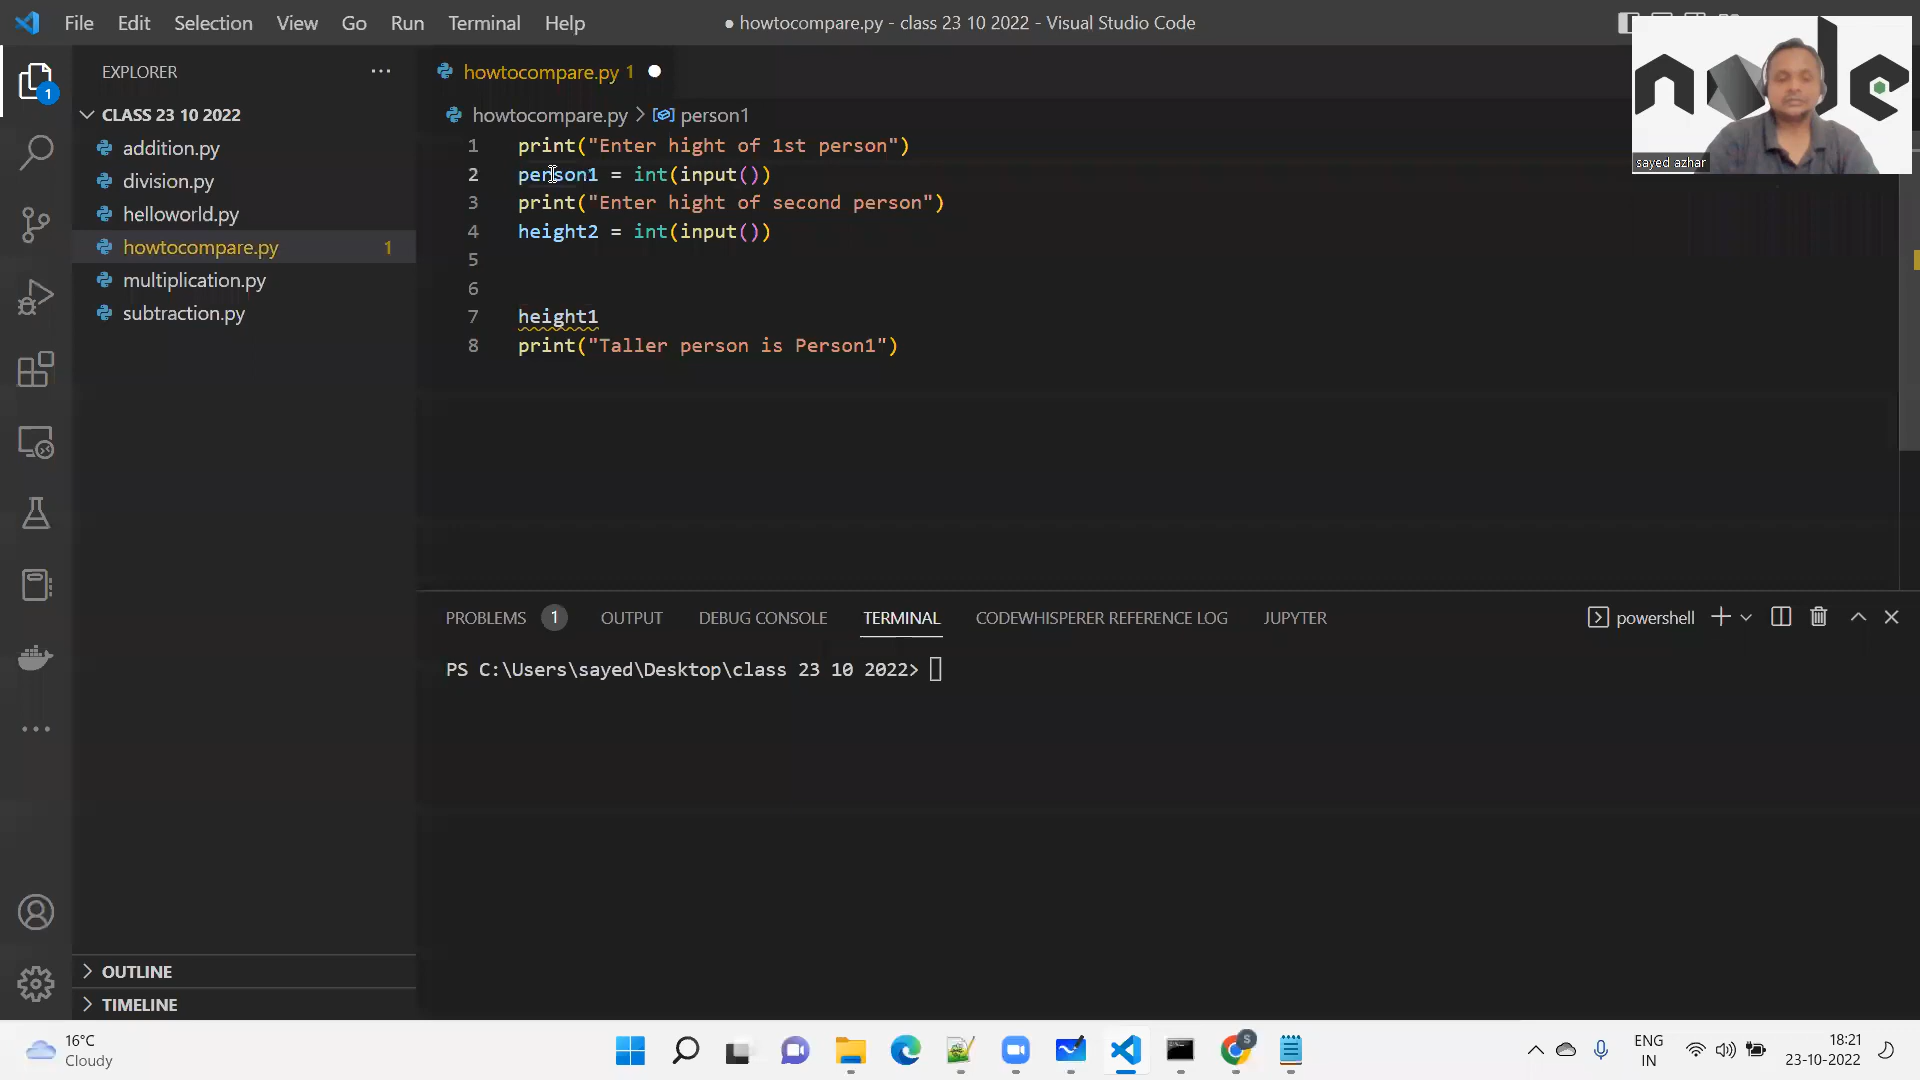 File Edit Selection View Go Run Terminal Help
● howtocompare.py - class 23 10 2022 - Visual Studio Code
node
sayed azhar
1
EXPLORER
CLASS 23 10 2022
addition.py
division.py
helloworld.py
howtocompare.py 1
multiplication.py
subtraction.py
OUTLINE
TIMELINE
howtocompare.py 1
howtocompare.py > person1
1 print("Enter hight of 1st person")
2 person1 = int(input())
3 print("Enter hight of second person")
4 height2 = int(input())
5
6
7 height1
8 print("Taller person is Person1")
PROBLEMS 1 OUTPUT DEBUG CONSOLE TERMINAL CODEWHISPERER REFERENCE LOG JUPYTER
powershell
PS C:\Users\sayed\Desktop\class 23 10 2022>
16°C
Cloudy
S
ENG
IN
18:21
23-10-2022